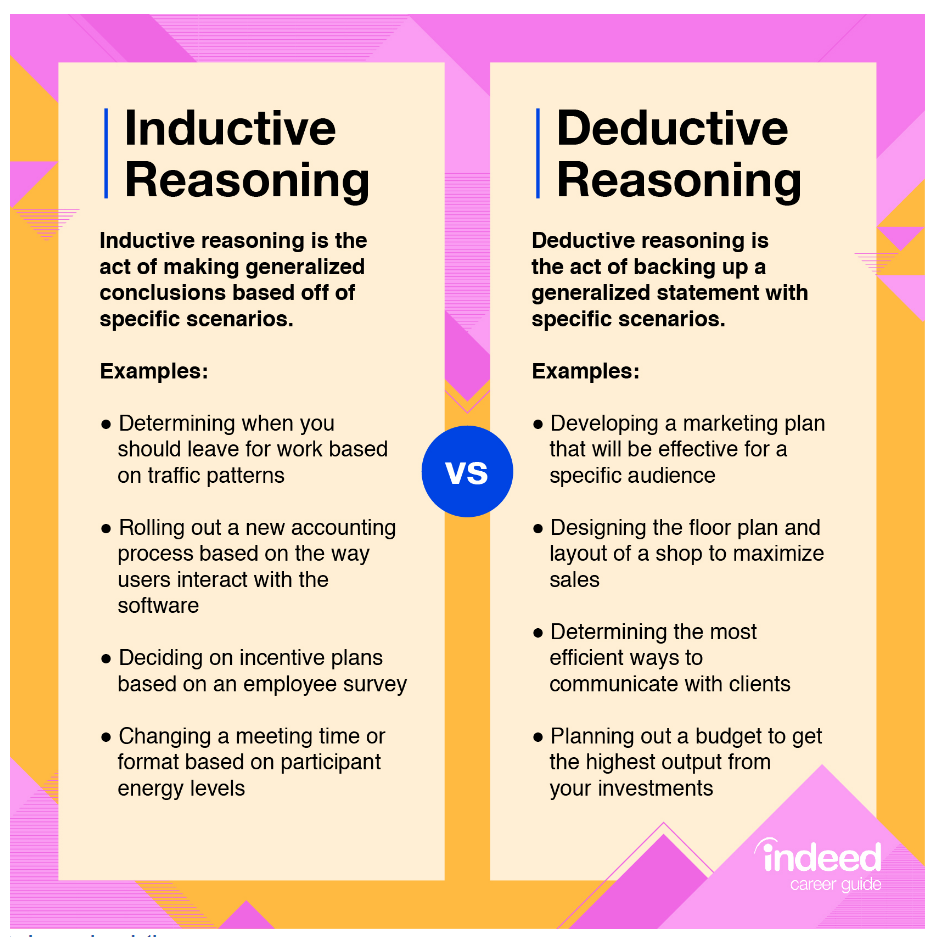 Inductive
Reasoning
Inductive reasoning is the
act of making generalized
conclusions based off of
specific scenarios.
Examples:
● Determining when you
should leave for work based
on traffic patterns
● Rolling out a new accounting
process based on the way
users interact with the
software
● Deciding on incentive plans
based on an employee survey
● Changing a meeting time or
format based on participant
energy levels
vs
Deductive
Reasoning
Deductive reasoning is
the act of backing up a
generalized statement with
specific scenarios.
Examples:
● Developing a marketing plan
that will be effective for a
specific audience
● Designing the floor plan and
layout of a shop to maximize
sales
● Determining the most
efficient ways to
communicate with clients
● Planning out a budget to get
the highest output from
your investments
indeed
career guide